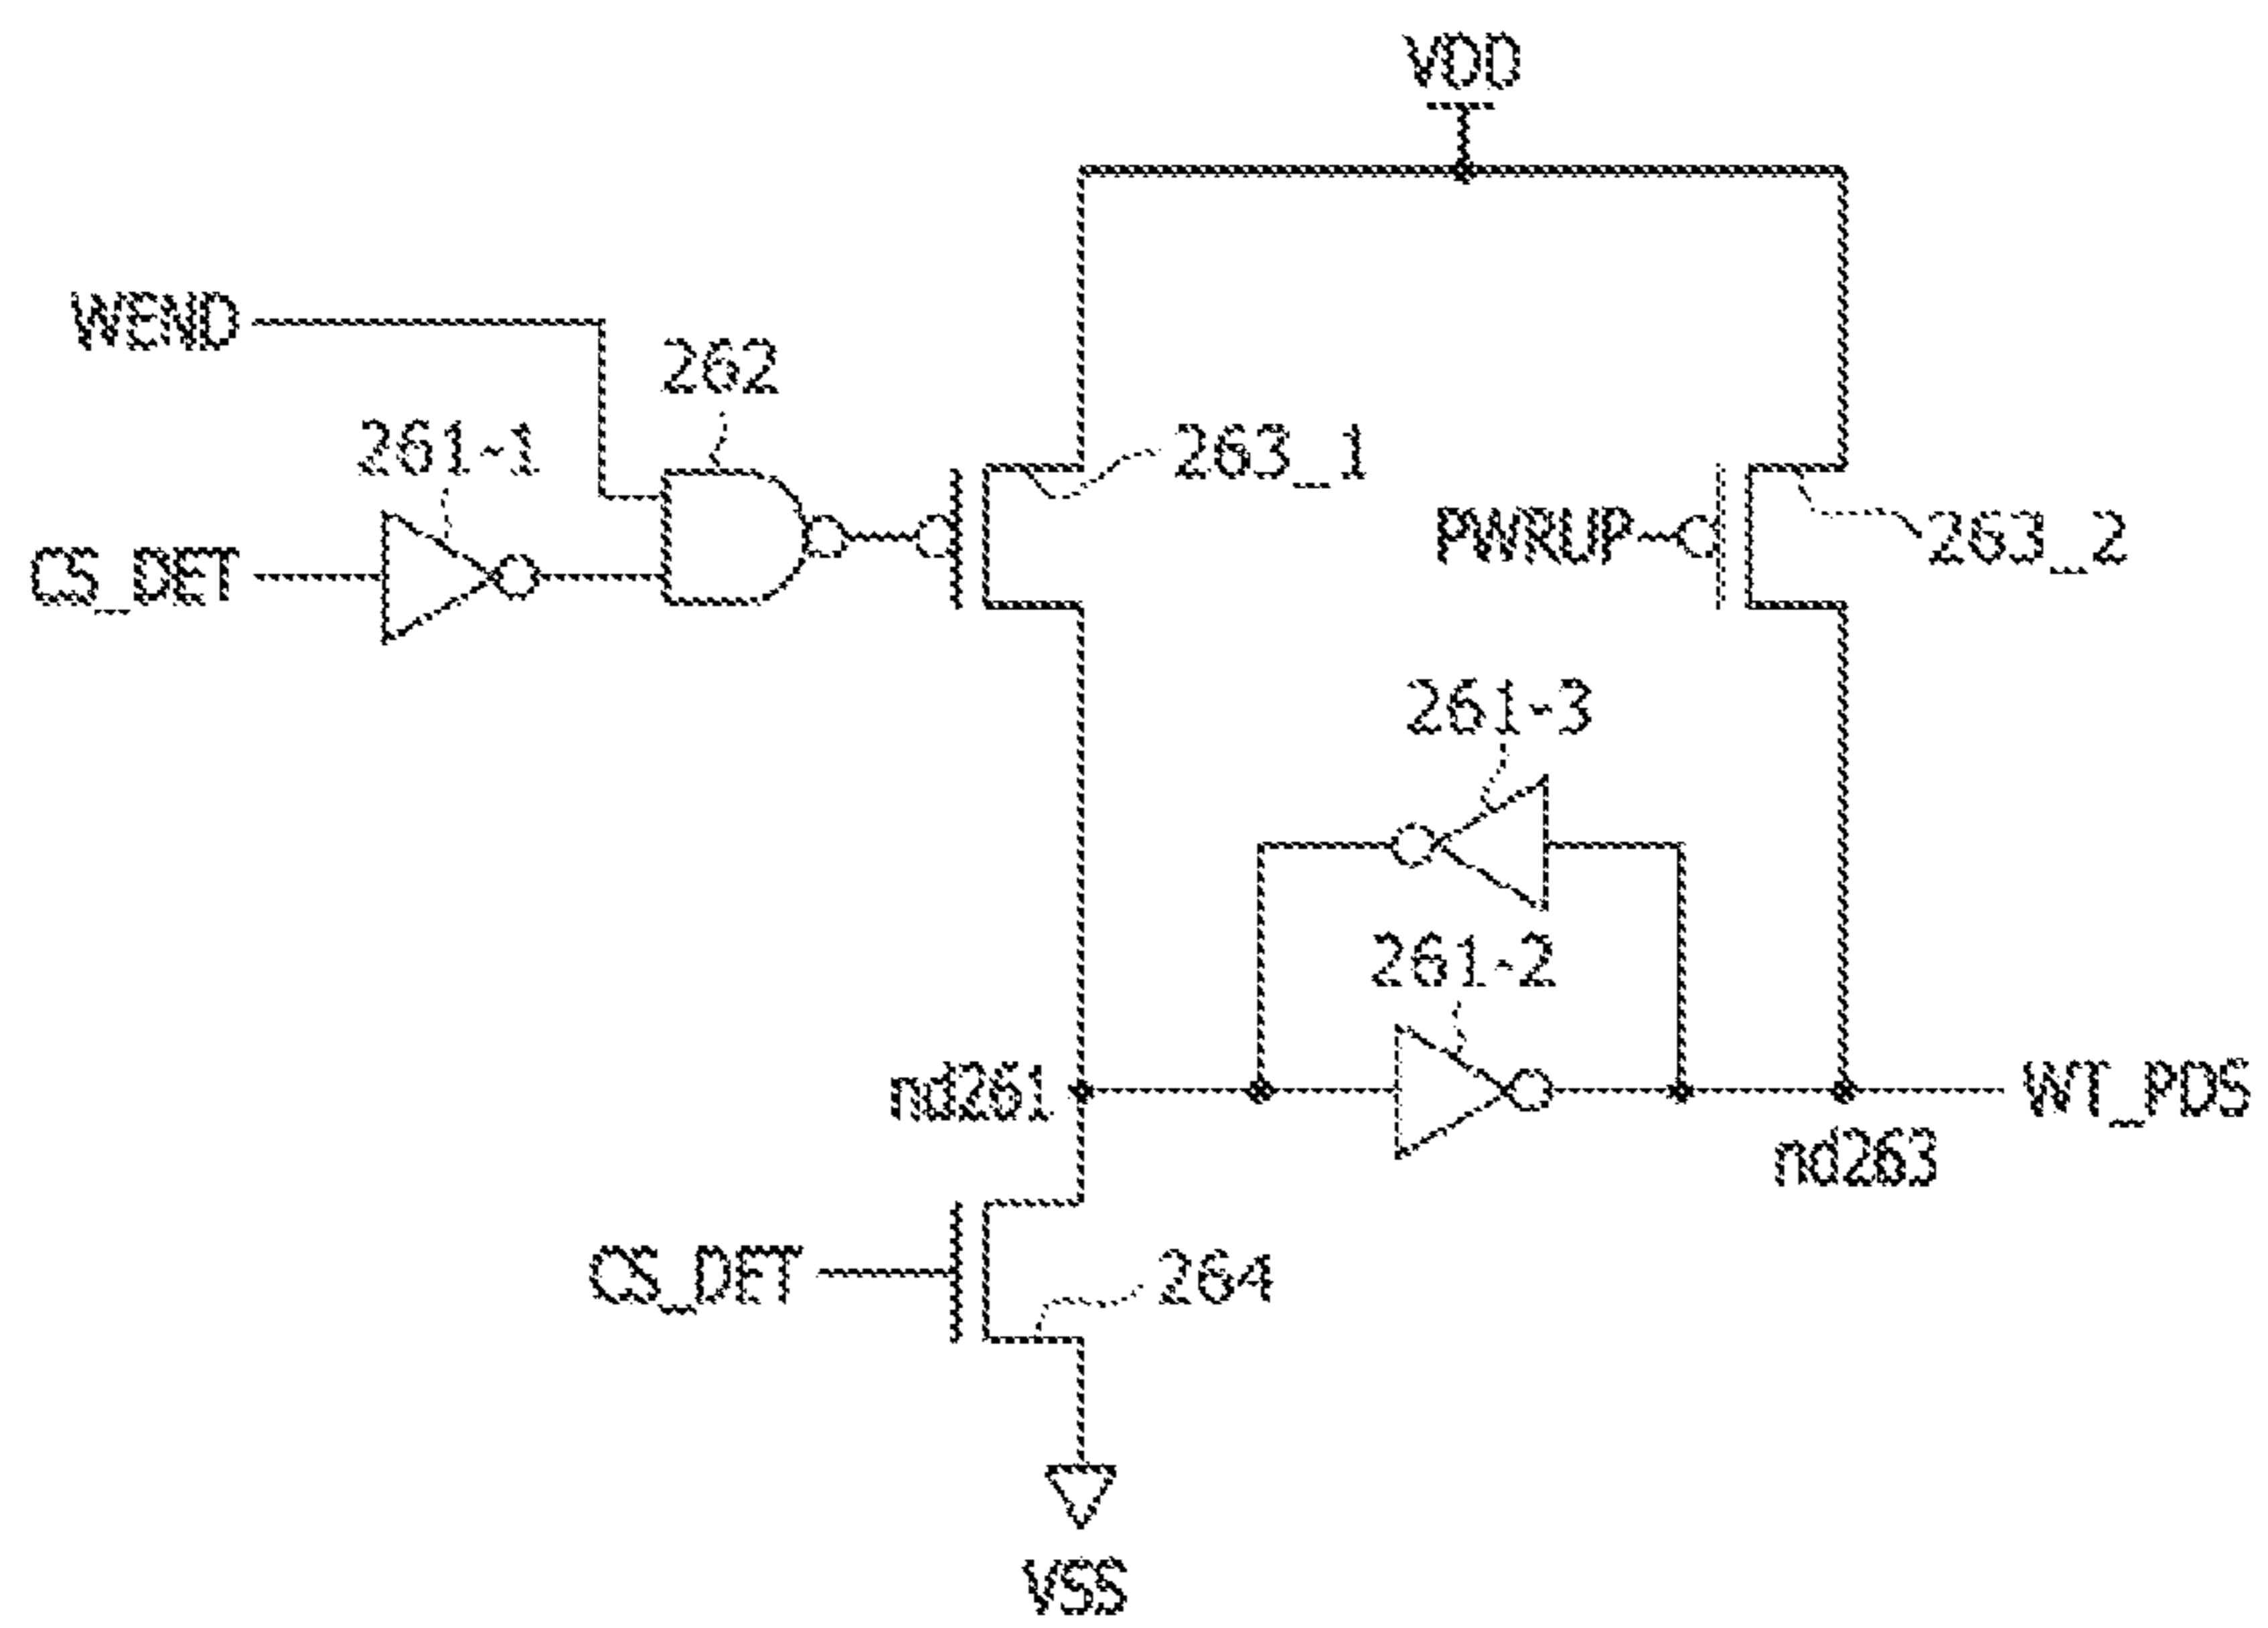 VDD
WEND
262
261-1
263_1
CS_DET
PWRUP
263_2
261-3
261-2
nd261
WT_PDS
nd263
CS_DET
264
VSS